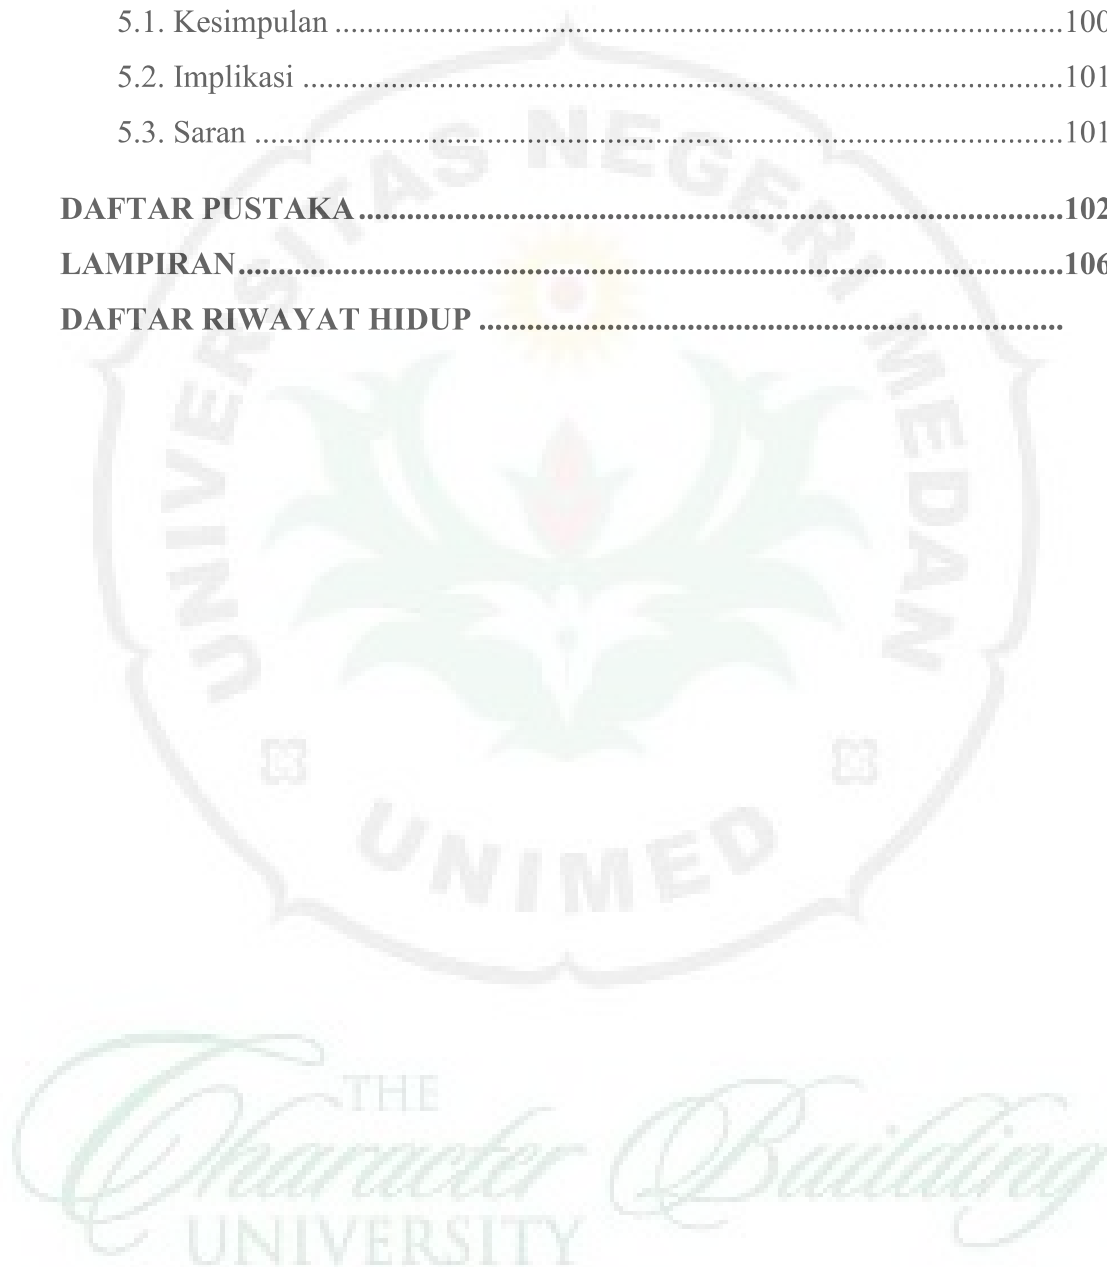 5.1. Kesimpulan ........................................................................................100
5.2. Implikasi ............................................................................................101
5.3. Saran ..................................................................................................101
DAFTAR PUSTAKA.....................................................................................102
LAMPIRAN....................................................................................................106
DAFTAR RIWAYAT HIDUP .......................................................................
UNIVERSITAS NEGERI MEDAN
UNIMED
THE
Character Building
UNIVERSITY